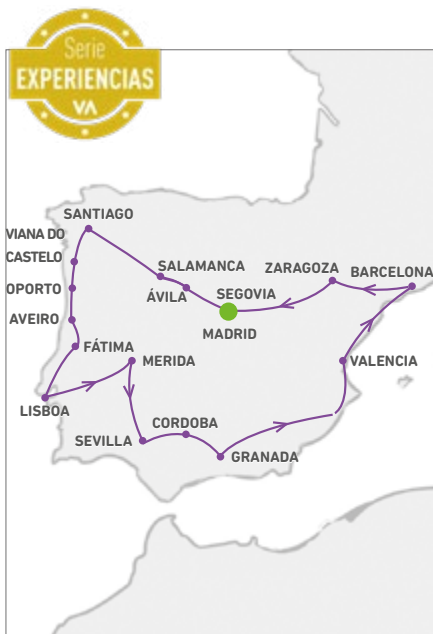 Serie
EXPERIENCIAS
VA
SANTIAGO
VIANA DO
CASTELO
SALAMANCA
ZARAGOZA
BARCELONA
OPORTO
ÁVILA
SEGOVIA
AVEIRO
MADRID
FÁTIMA
MERIDA
VALENCIA
LISBOA
CORDOBA
SEVILLA
GRANADA